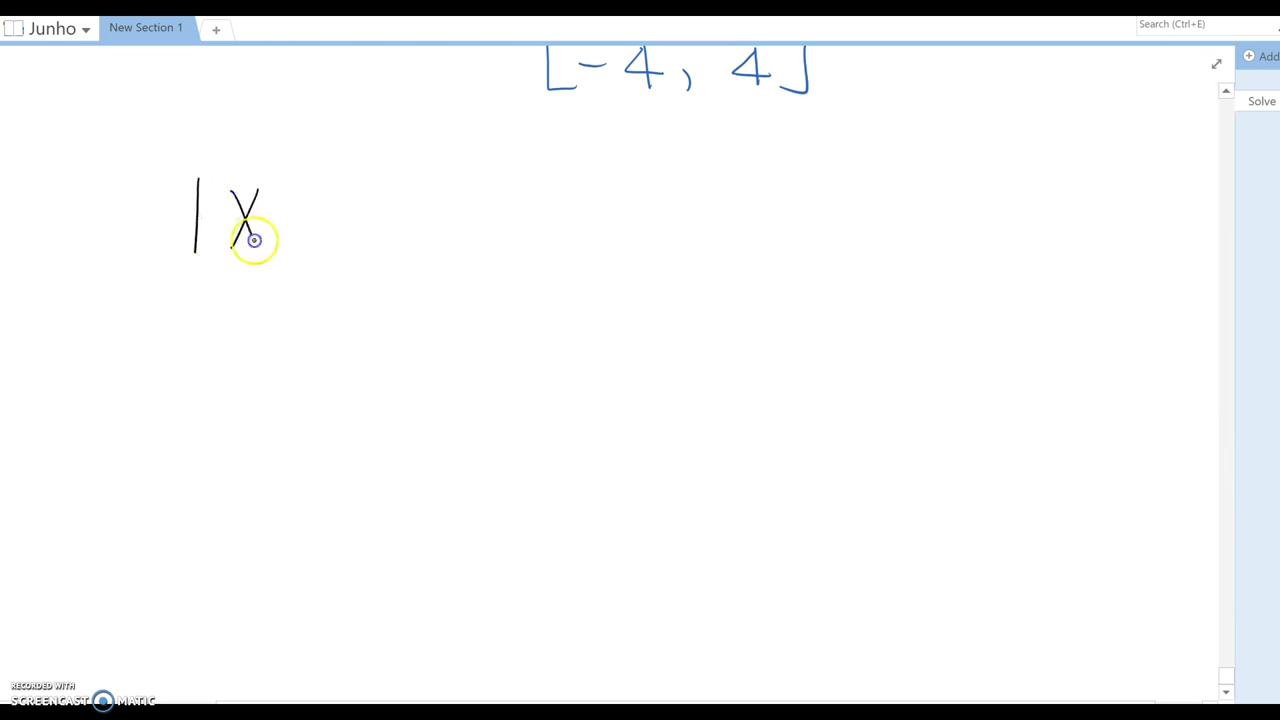 Junho
New Section 1
Search (Ctrl+E)
Add
[-4, 4]
Solve
| x
RECORDED WITH
SCREENCAST MATIC